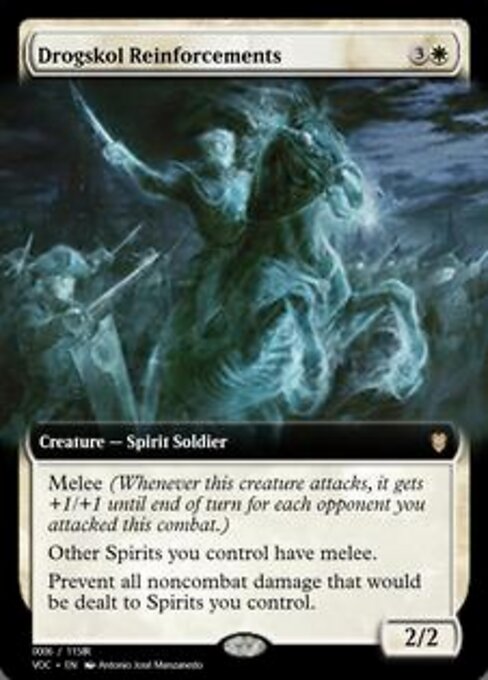 Drogskol Reinforcements 3
Creature — Spirit Soldier
Melee (Whenever this creature attacks, it gets
+1/+1 until end of turn for each opponent you
attacked this combat.)
Other Spirits you control have melee.
Prevent all noncombat damage that would
be dealt to Spirits you control.
2/2
VOC • EN Antonio José Manzanedo